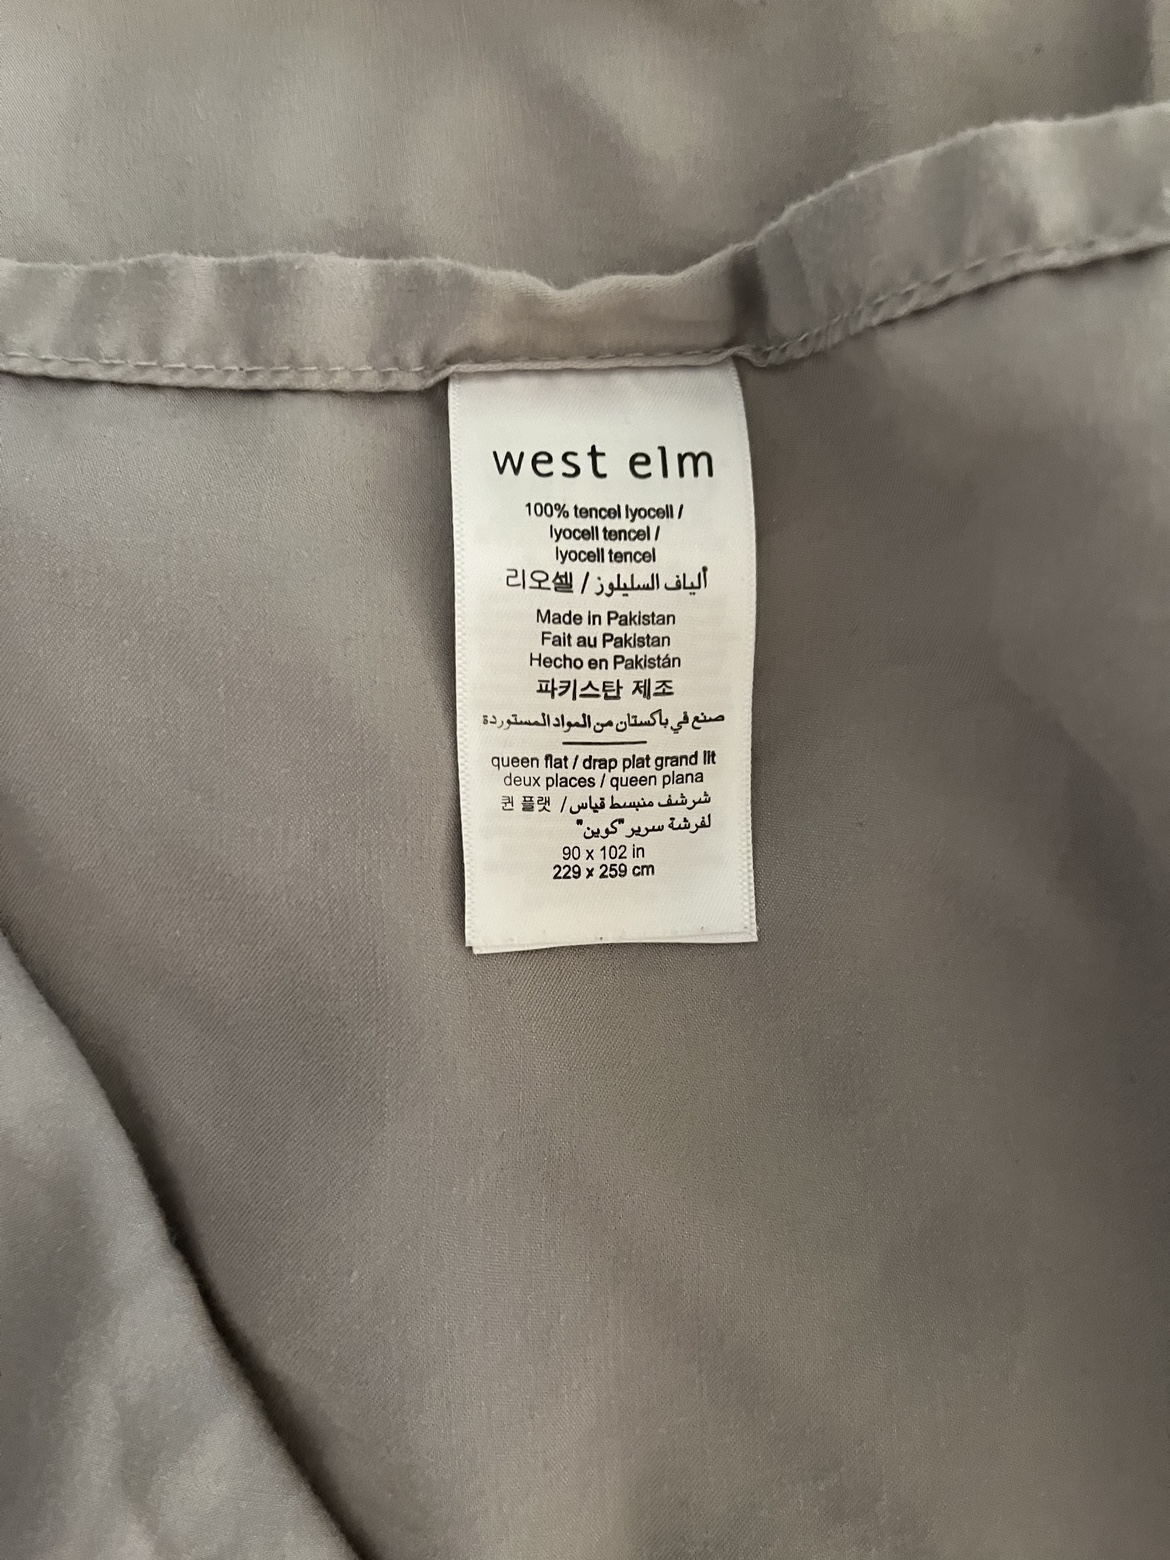 west elm
100% tencel lyocell /
lyocell tencel /
lyocell tencel
리오셀 / ألياف السليلوز
Made in Pakistan
Fait au Pakistan
Hecho en Pakistán
파키스탄 제조
صنع في باكستان من المواد المستوردة
queen flat / drap plat grand lit
deux places / queen plana
퀸 플랫 / شرشف منبسط قياس
لفرشة سرير "كوين"
90 x 102 in
229 x 259 cm